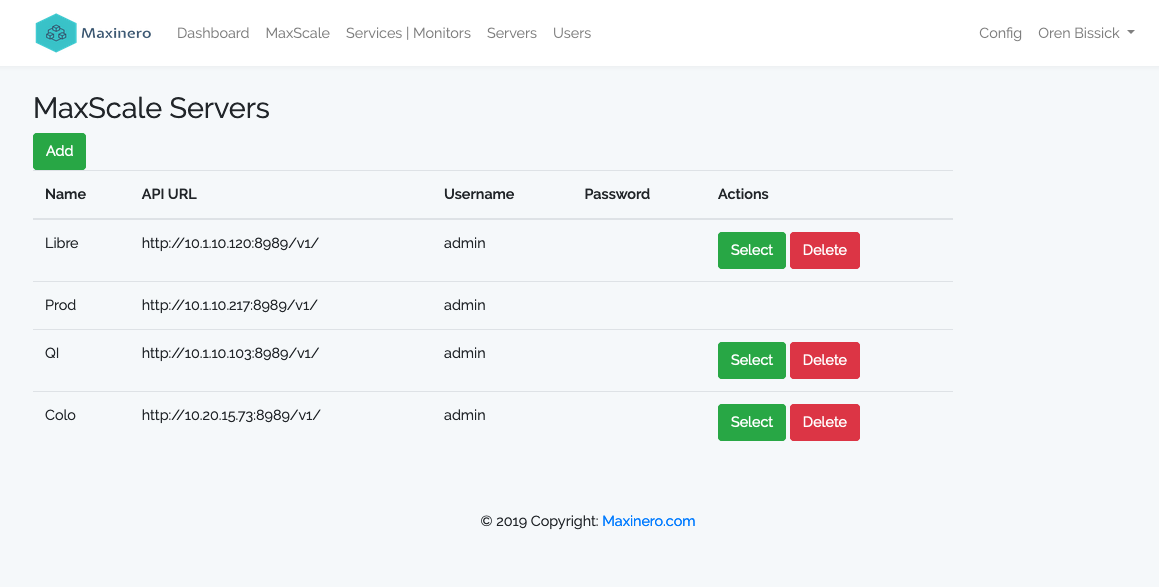 Maxinero Dashboard MaxScale Services | Monitors Servers Users Config Oren Bissick
MaxScale Servers
Add
Name API URL Username Password Actions
Libre http://10.1.10.120:8989/v1/ admin Select Delete
Prod http://10.1.10.217:8989/v1/ admin
QI http://10.1.10.103:8989/v1/ admin Select Delete
Colo http://10.20.15.73:8989/v1/ admin Select Delete
© 2019 Copyright: Maxinero.com